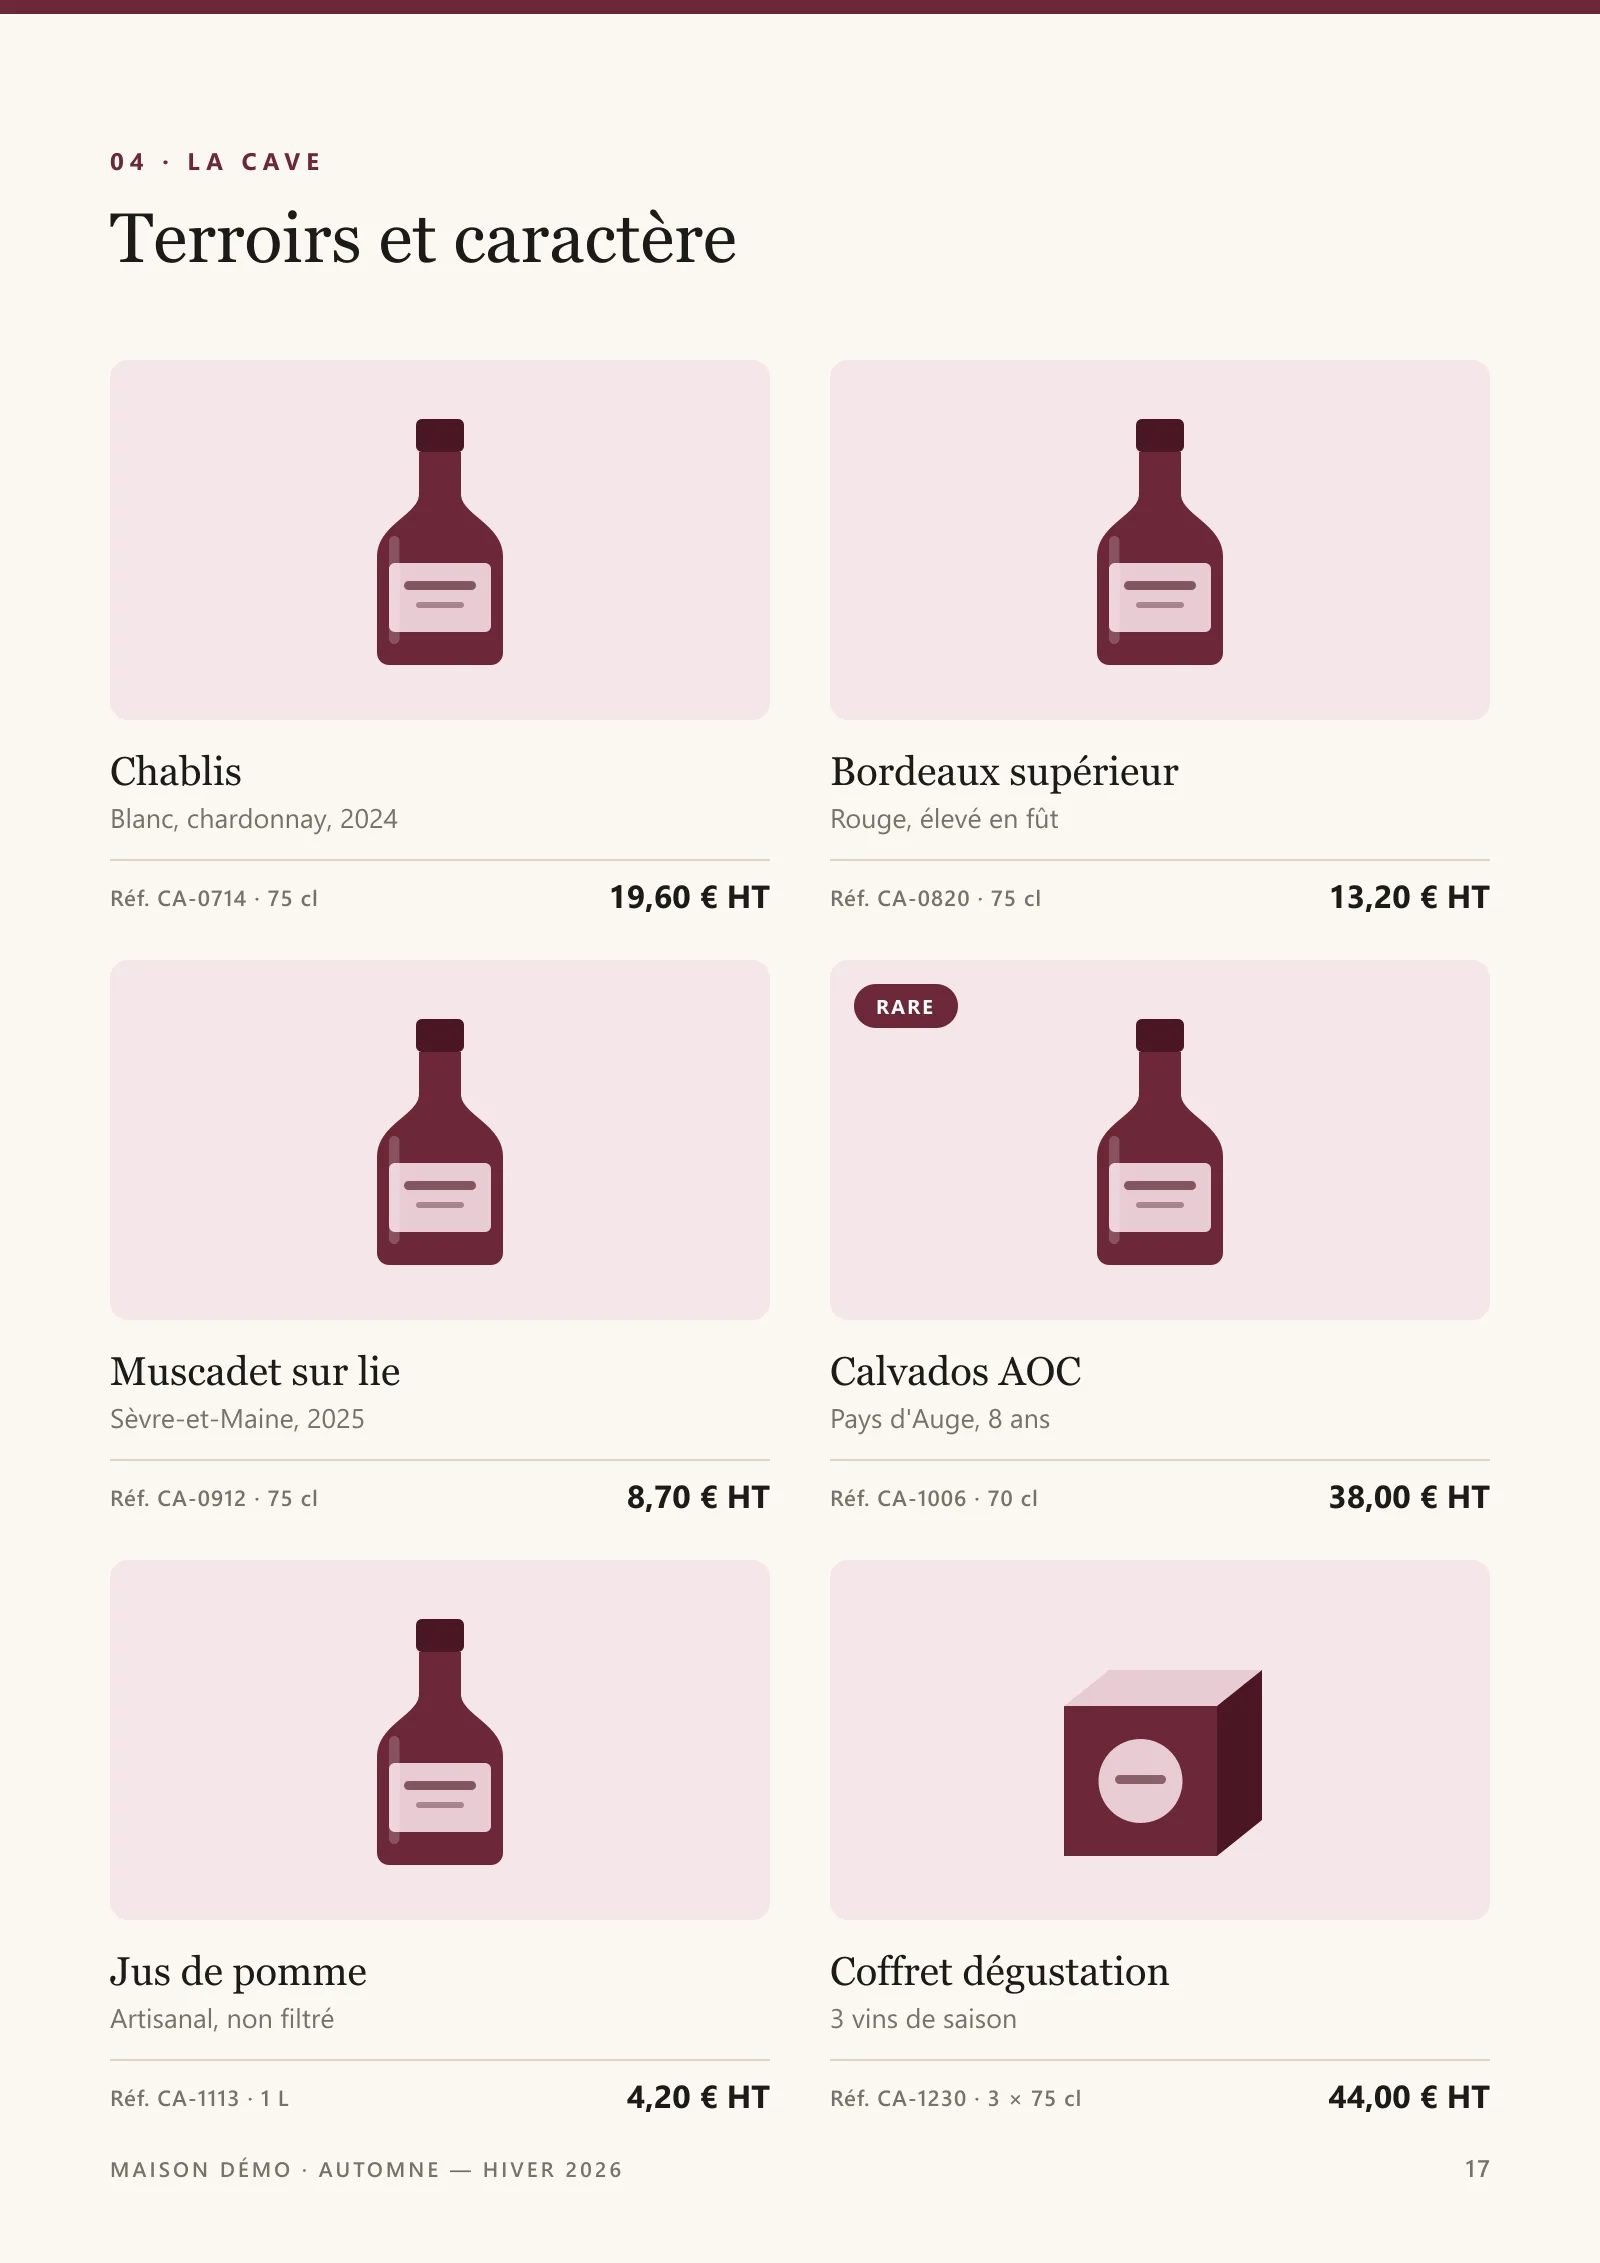 04 · LA CAVE
Terroirs et caractère
Chablis
Blanc, chardonnay, 2024
Réf. CA-0714 · 75 cl
19,60 € HT
Bordeaux supérieur
Rouge, élevé en fût
Réf. CA-0820 · 75 cl
13,20 € HT
Muscadet sur lie
Sèvre-et-Maine, 2025
Réf. CA-0912 · 75 cl
8,70 € HT
RARE
Calvados AOC
Pays d'Auge, 8 ans
Réf. CA-1006 · 70 cl
38,00 € HT
Jus de pomme
Artisanal, non filtré
Réf. CA-1113 · 1 L
4,20 € HT
Coffret dégustation
3 vins de saison
Réf. CA-1230 · 3 × 75 cl
44,00 € HT
MAISON DÉMO · AUTOMNE — HIVER 2026
17